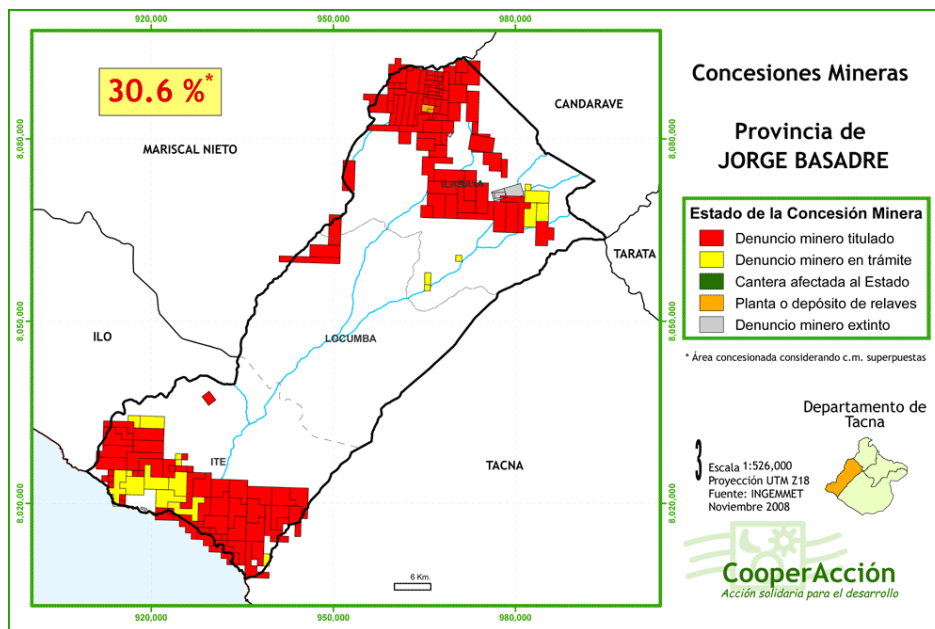 920,000
950,000
980,000
30.6 %*
MARISCAL NIETO
CANDARAVE
8,080,000
8,080,000
ILABAYA
TARATA
8,050,000
8,050,000
ILO
LOCUMBA
ITE
TACNA
8,020,000
8,020,000
6 Km.
920,000
950,000
980,000
Concesiones Mineras
Provincia de
JORGE BASADRE
Estado de la Concesión Minera
Denuncio minero titulado
Denuncio minero en trámite
Cantera afectada al Estado
Planta o depósito de relaves
Denuncio minero extinto
* Área concesionada considerando c.m. superpuestas
Departamento de
Tacna
Escala 1:526,000
Proyección UTM Z18
Fuente: INGEMMET
Noviembre 2008
CooperAcción
Acción solidaria para el desarrollo